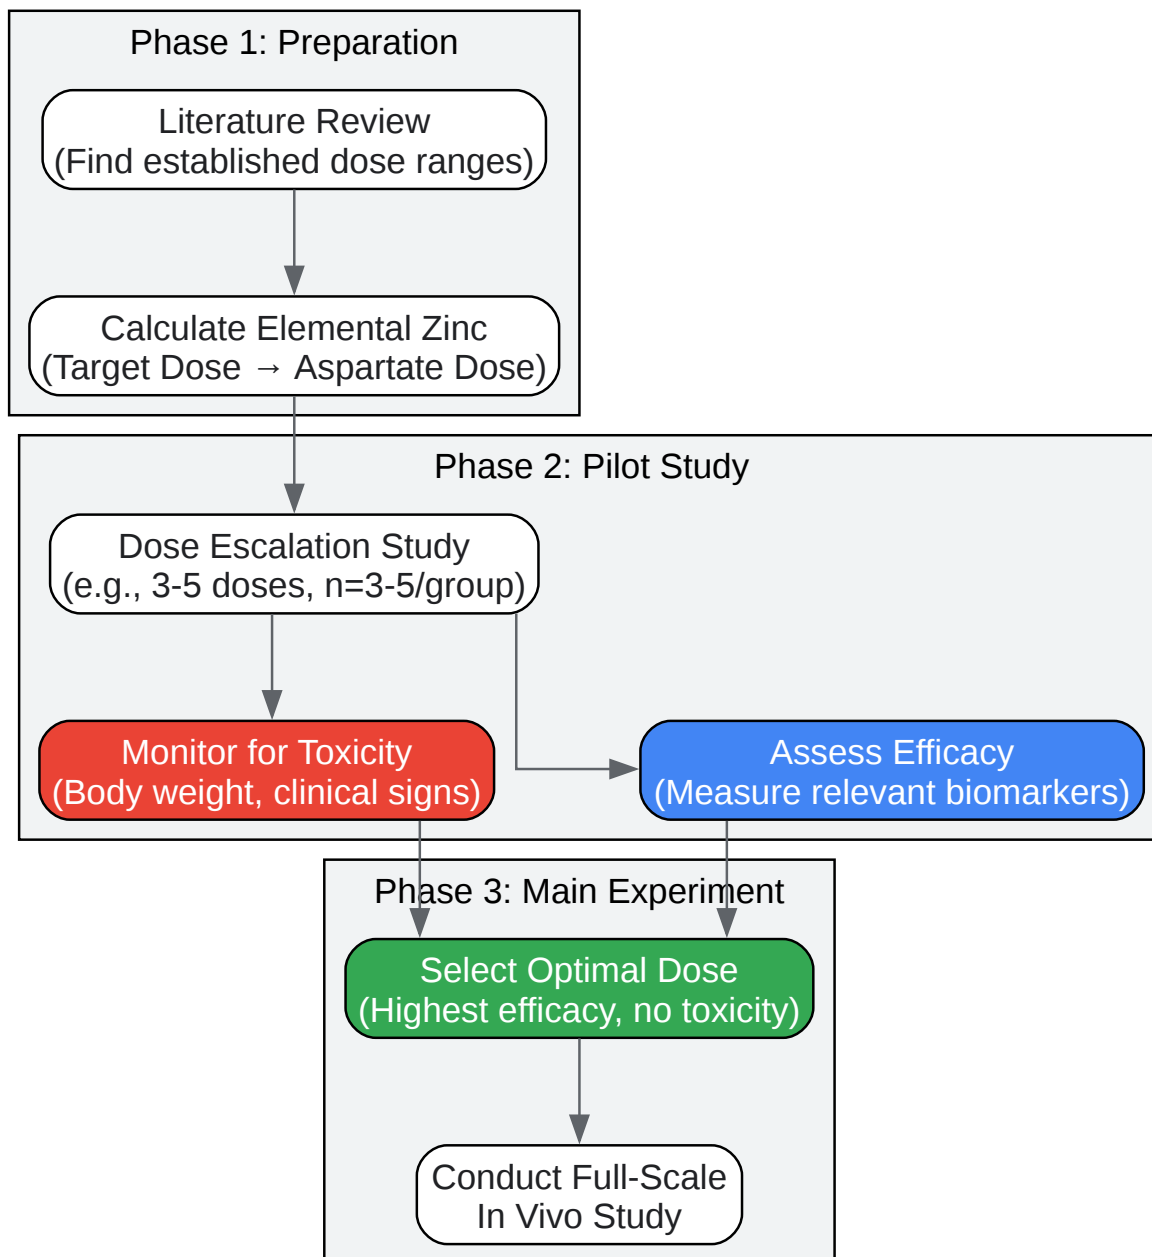 Phase 1: Preparation
Literature Review
(Find established dose ranges)
Calculate Elemental Zinc
(Target Dose → Aspartate Dose)
Phase 2: Pilot Study
Dose Escalation Study
(e.g., 3-5 doses, n=3-5/group)
Monitor for Toxicity
(Body weight, clinical signs)
Assess Efficacy
(Measure relevant biomarkers)
Phase 3: Main Experiment
Select Optimal Dose
(Highest efficacy, no toxicity)
Conduct Full-Scale
In Vivo Study